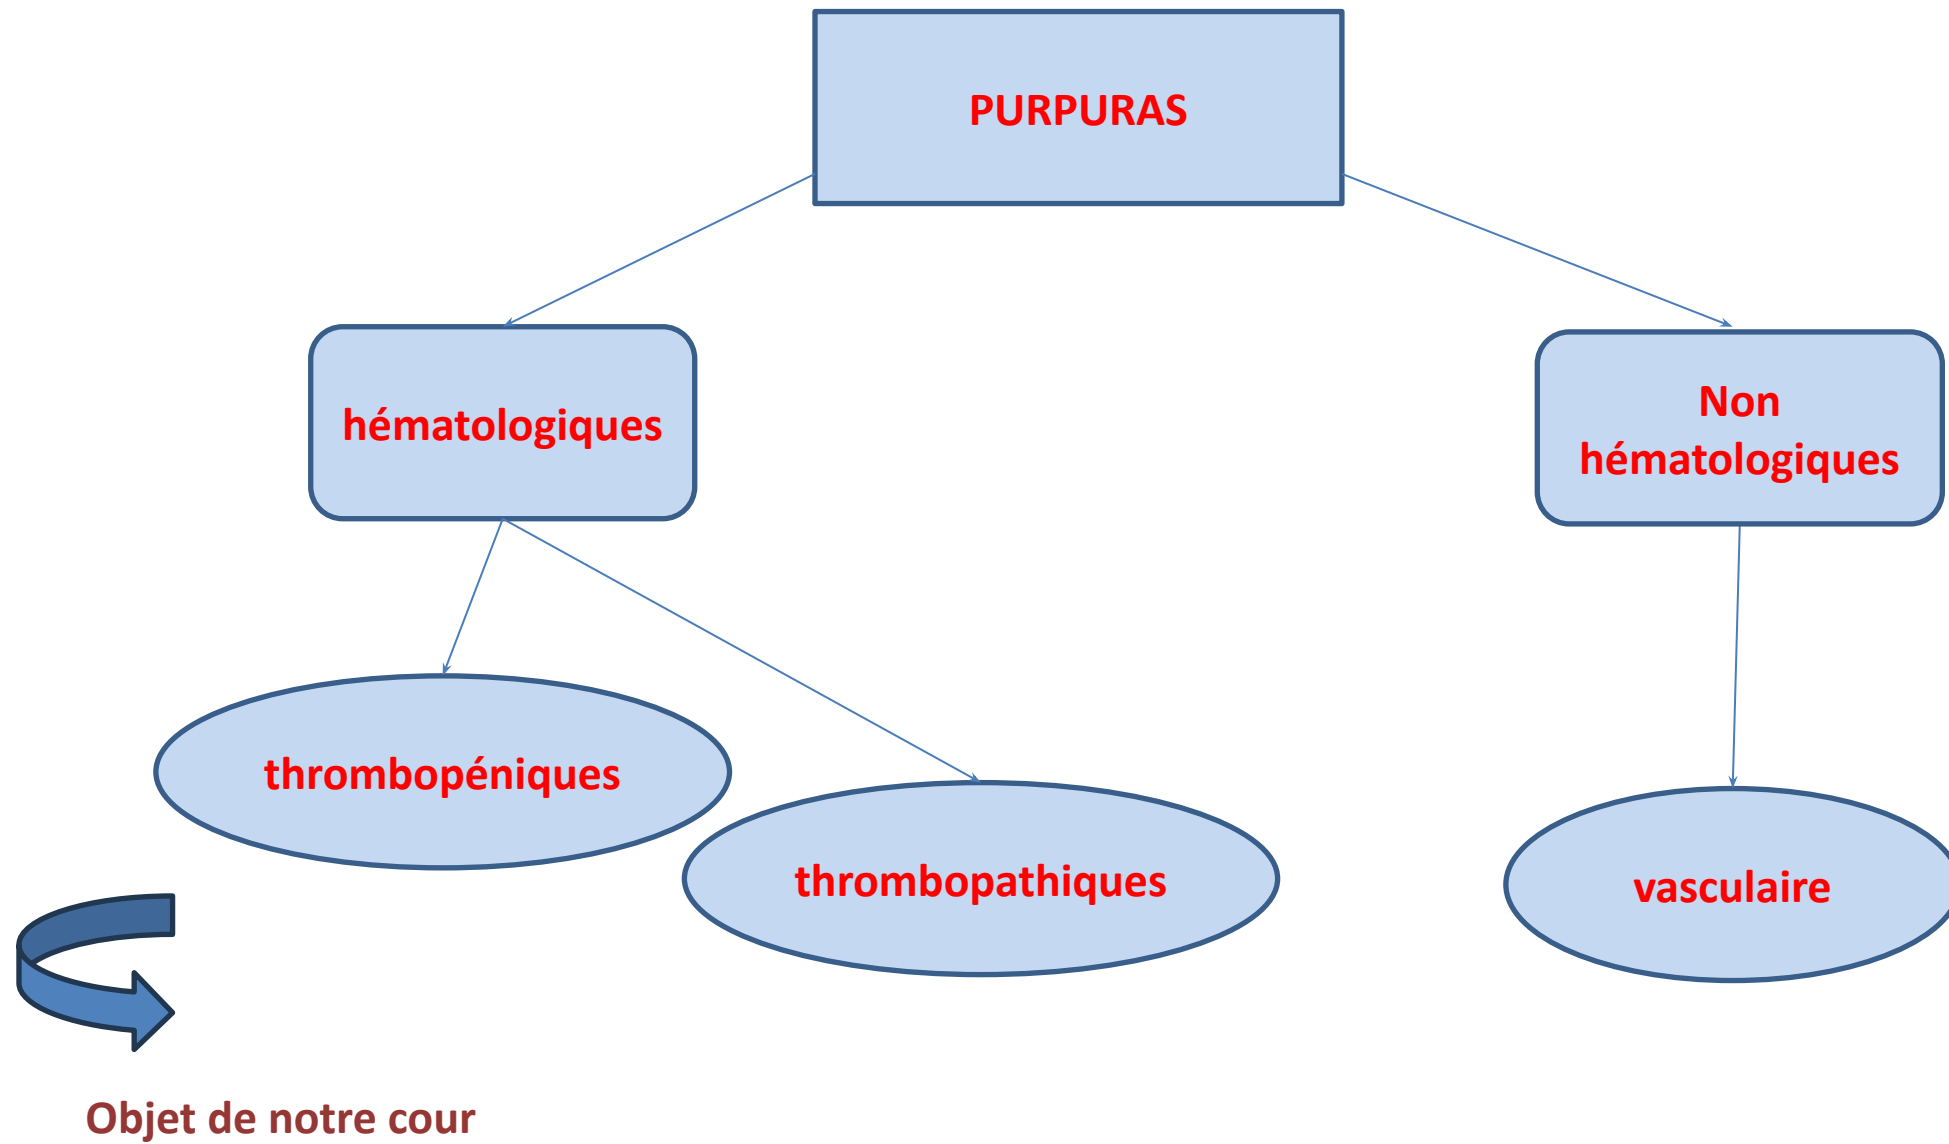 PURPURAS
hématologiques
Non
hématologiques
thrombopéniques
thrombopathiques
vasculaire
Objet de notre cour